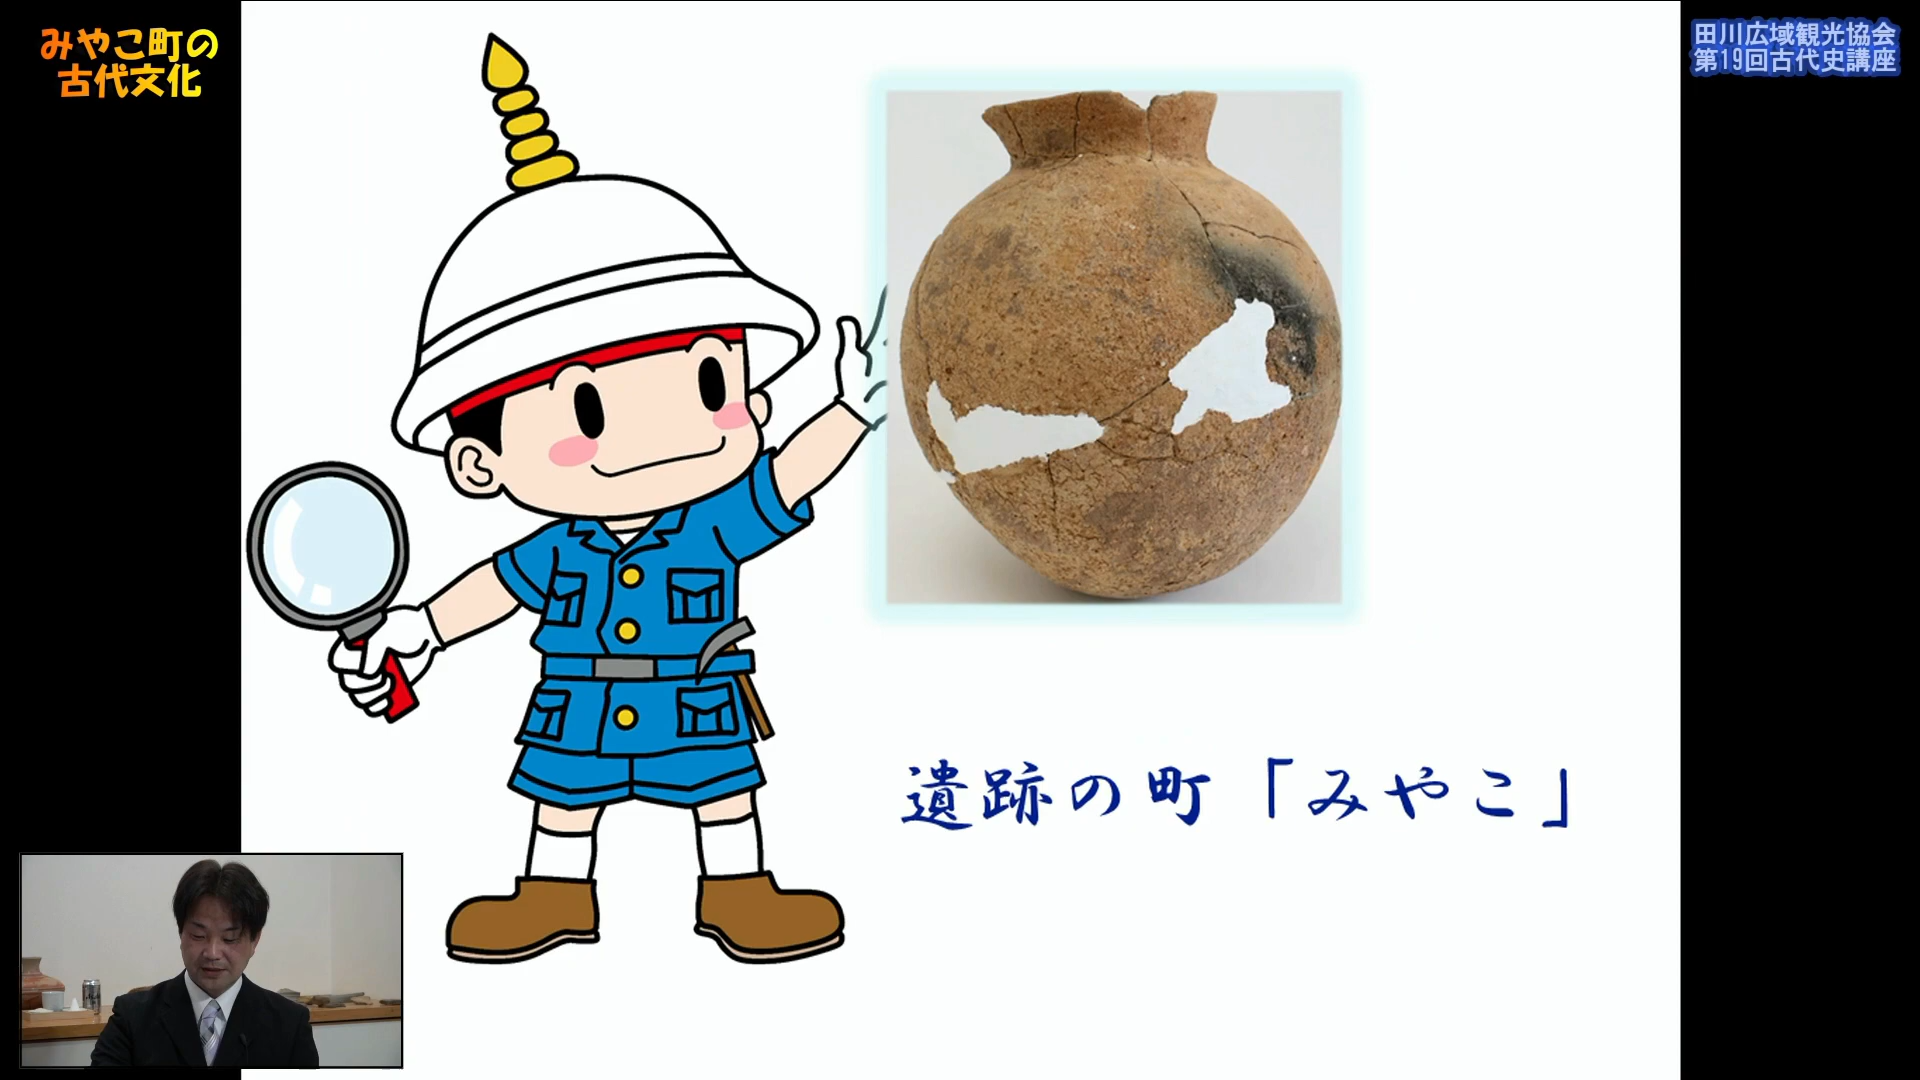 みやこ町の
古代文化
田川広域観光協会
第19回古代史講座
遺跡の町「みやこ」